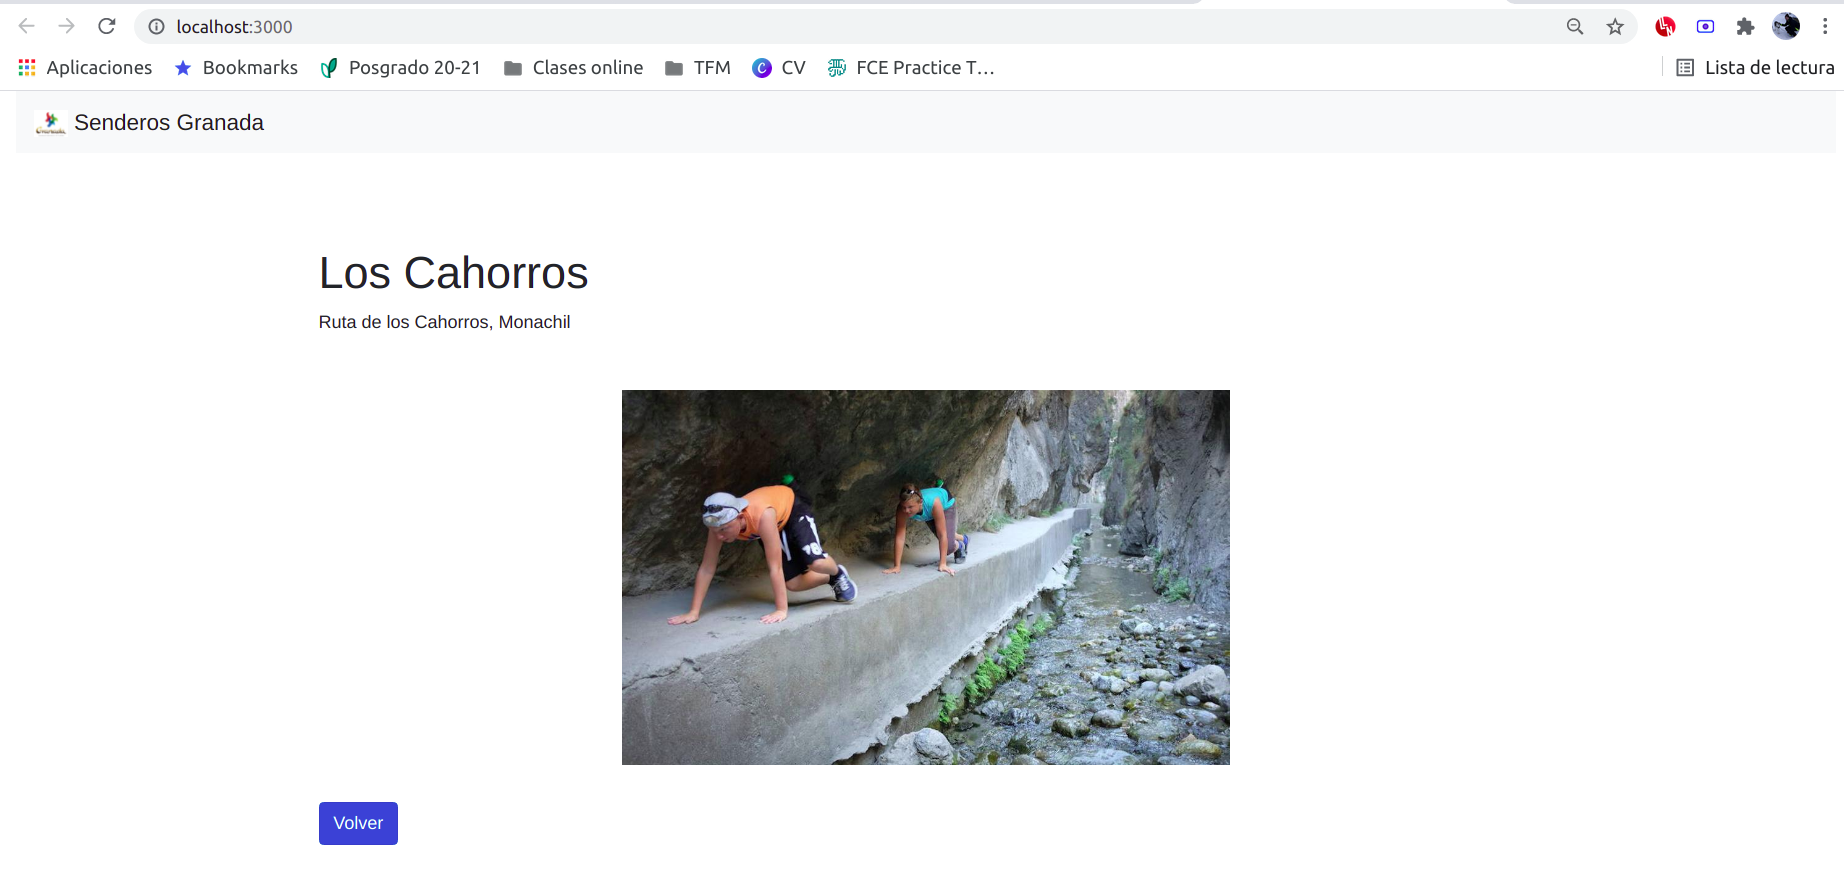 localhost:3000
Aplicaciones Bookmarks Posgrado 20-21 Clases online TFM CV FCE Practice T... Lista de lectura
Senderos Granada
Los Cahorros
Ruta de los Cahorros, Monachil
Volver